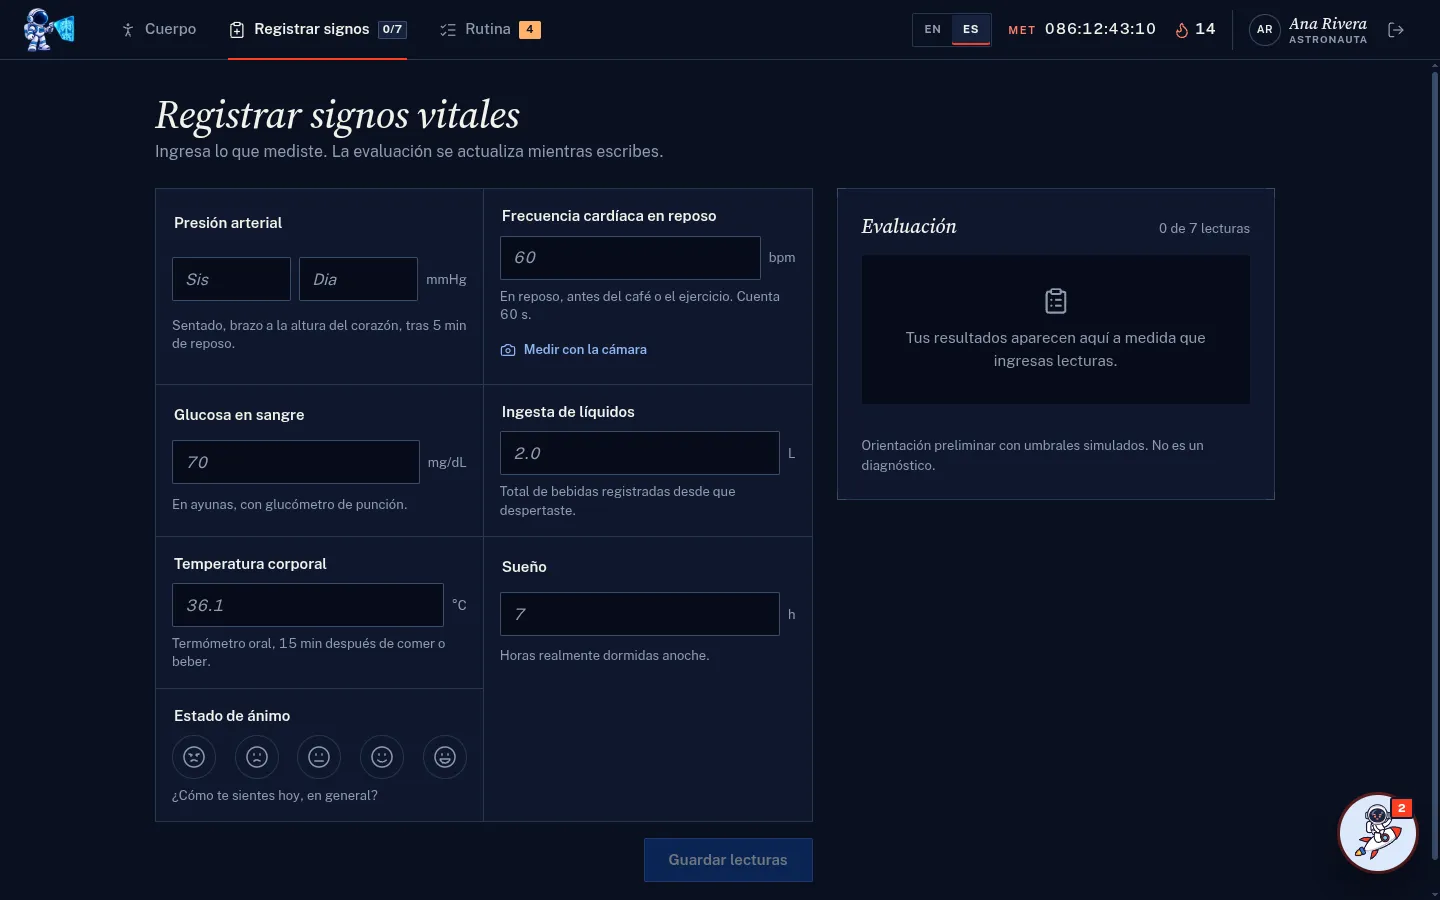 Cuerpo
Registrar signos 0/7
Rutina 4
EN ES
MET 086:12:43:10
14
AR
Ana Rivera
ASTRONAUTA
Registrar signos vitales
Ingresa lo que mediste. La evaluación se actualiza mientras escribes.
Presión arterial
Sis Dia mmHg
Sentado, brazo a la altura del corazón, tras 5 min
de reposo.
Frecuencia cardíaca en reposo
60 bpm
En reposo, antes del café o el ejercicio. Cuenta
60 s.
Medir con la cámara
Glucosa en sangre
70 mg/dL
En ayunas, con glucómetro de punción.
Ingesta de líquidos
2.0 L
Total de bebidas registradas desde que
despertaste.
Temperatura corporal
36.1 °C
Termómetro oral, 15 min después de comer o
beber.
Sueño
7 h
Horas realmente dormidas anoche.
Estado de ánimo
¿Cómo te sientes hoy, en general?
Guardar lecturas
Evaluación
0 de 7 lecturas
Tus resultados aparecen aquí a medida que
ingresas lecturas.
Orientación preliminar con umbrales simulados. No es un
diagnóstico.
2